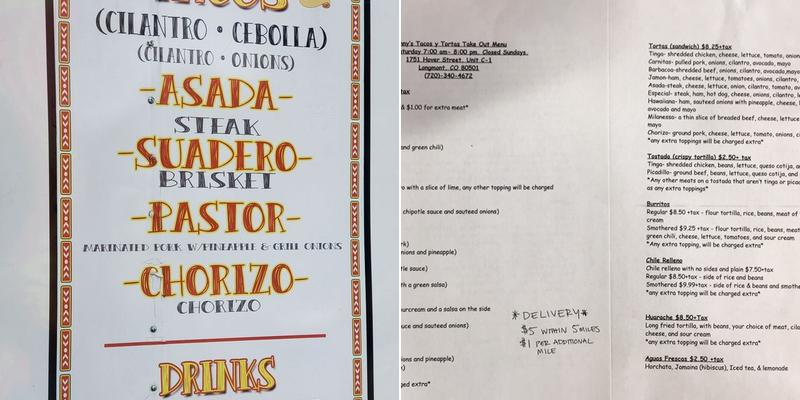 (CILANTRO • CEBOLLA)
(CILANTRO • ONIONS)
-ASADA-
STEAK
-SUADERO-
BRISKET
-PASTOR-
MARINATED PORK W/PINEAPPLE & GRILL ONIONS
-CHORIZO-
CHORIZO
DRINKS
Tacos y Tortas Take Out Menu
7:00 am- 8:00 pm. Closed Sundays.
1751 Hover Street, Unit C-1
Longmont, CO 80501
(720)-340-4672
& $1.00 for extra meat*
and green chili)
with a slice of lime, any other topping will be charged
chipotle sauce and sauteed onions)
onions and pineapple)
sauce)
with a green salsa)
sourcream and a salsa on the side
sauce and sauteed onions)
and pineapple)
extra*
*DELIVERY*
$5 WITHIN 5 MILES
$1 PER ADDITIONAL
MILE
Tortas (sandwich) $8.25+tax
Tinga- shredded chicken, cheese, lettuce, tomato, onion
Carnitas- pulled pork, onions, cilantro, avocado, mayo
Barbacoa-shredded beef, onions, cilantro, avocado, mayo
Jamon-ham, cheese, lettuce, tomatoes, onions, cilantro,
Asada-steak, cheese, lettuce, onion, cilantro, tomato,
Especial- steak, ham, hot dog, cheese, onions, cilantro,
Hawaiiana- ham, sauteed onions with pineapple, cheese,
avocado and mayo
Milanessa- a thin slice of breaded beef, cheese, lettuce
mayo
Chorizo- ground pork, cheese, lettuce, tomato, onions,
*any extra toppings will be charged extra*
Tostada (crispy tortilla) $2.50+ tax
Tinga- shredded chicken, beans, lettuce, queso cotija, and
Picadillo- ground beef, beans, lettuce, queso cotija, and
*Any other meats on a tostada that aren't tinga or
as any extra toppings*
Burritos
Regular $8.50 +tax - flour tortilla, rice, beans, meat of
cream
Smothered $9.25 +tax - flour tortilla, rice, beans, meat
green chili, cheese, lettuce, tomatoes, and sour cream
*Any extra topping, will be charged extra*
Chile Relleno
Chile relleno with no sides and plain $7.50+tax
Regular $8.50+tax - side of rice and beans
Smothered $9.99+tax - side of rice & beans and
*any extra topping will be charged extra*
Huarache $8.50+Tax
Long fried tortilla, with beans, your choice of meat,
cheese, and sour cream
*any extra topping will be charged extra*
Aguas Frescas $2.50 +tax
Horchata, Jamaina (hibiscus), Iced tea, & lemonade